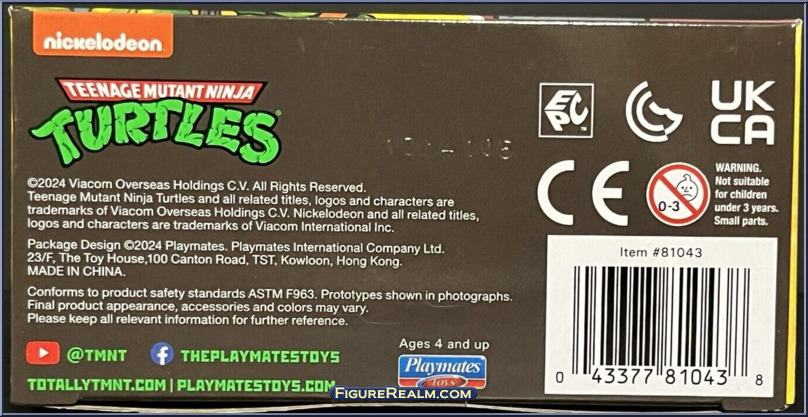 nickelodeon
TEENAGE MUTANT NINJA
TURTLES
©2024 Viacom Overseas Holdings C.V. All Rights Reserved.
Teenage Mutant Ninja Turtles and all related titles, logos and characters are
trademarks of Viacom Overseas Holdings C.V. Nickelodeon and all related titles,
logos and characters are trademarks of Viacom International Inc.
Package Design ©2024 Playmates. Playmates International Company Ltd.
23/F, The Toy House,100 Canton Road, TST, Kowloon, Hong Kong.
MADE IN CHINA.
Conforms to product safety standards ASTM F963. Prototypes shown in photographs.
Final product appearance, accessories and colors may vary.
Please keep all relevant information for further reference.
@TMNT
THEPLAYMATESTOYS
TOTALLYTMNT.COM | PLAYMATESTOYS.COM
Ages 4 and up
Playmates
TOYS
EPC™
UK
CA
CE
0-3
WARNING.
Not suitable
for children
under 3 years.
Small parts.
Item #81043
0 43377 81043 8
FigureRealm.com